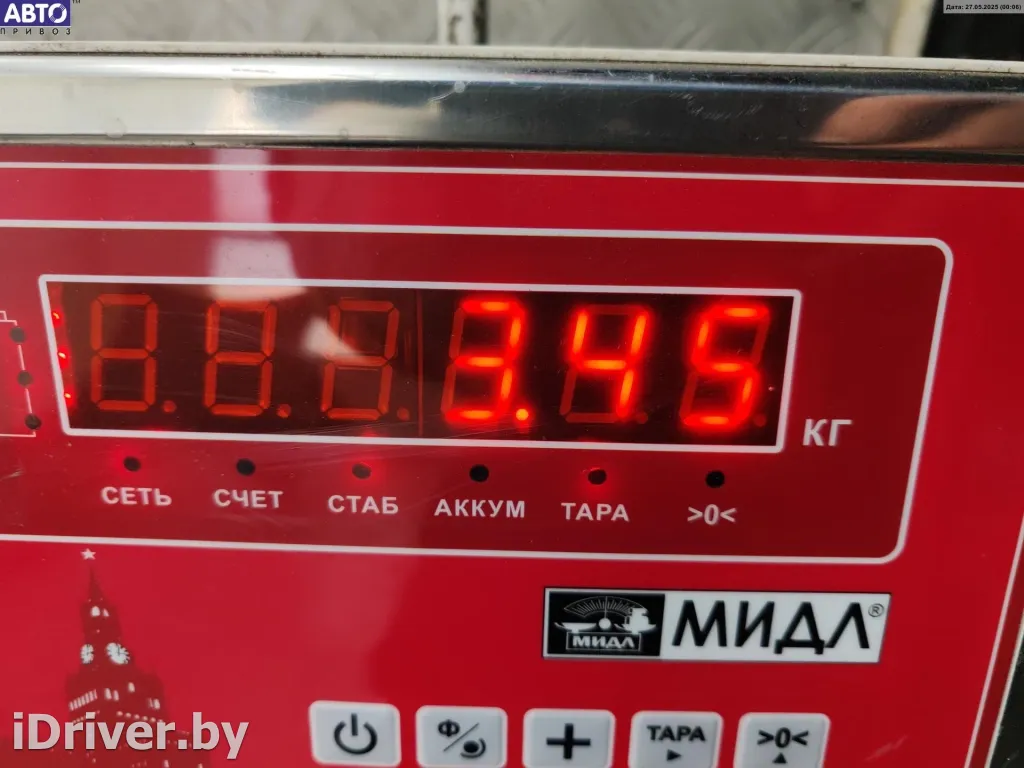 АВТО
ПРИВОЗ
Дата: 27.05.2025 (00:06)
3.45
КГ
СЕТЬ СЧЕТ СТАБ АККУМ ТАРА >0<
МИДЛ МИДЛ®
Ф ТАРА >0<
iDriver.by